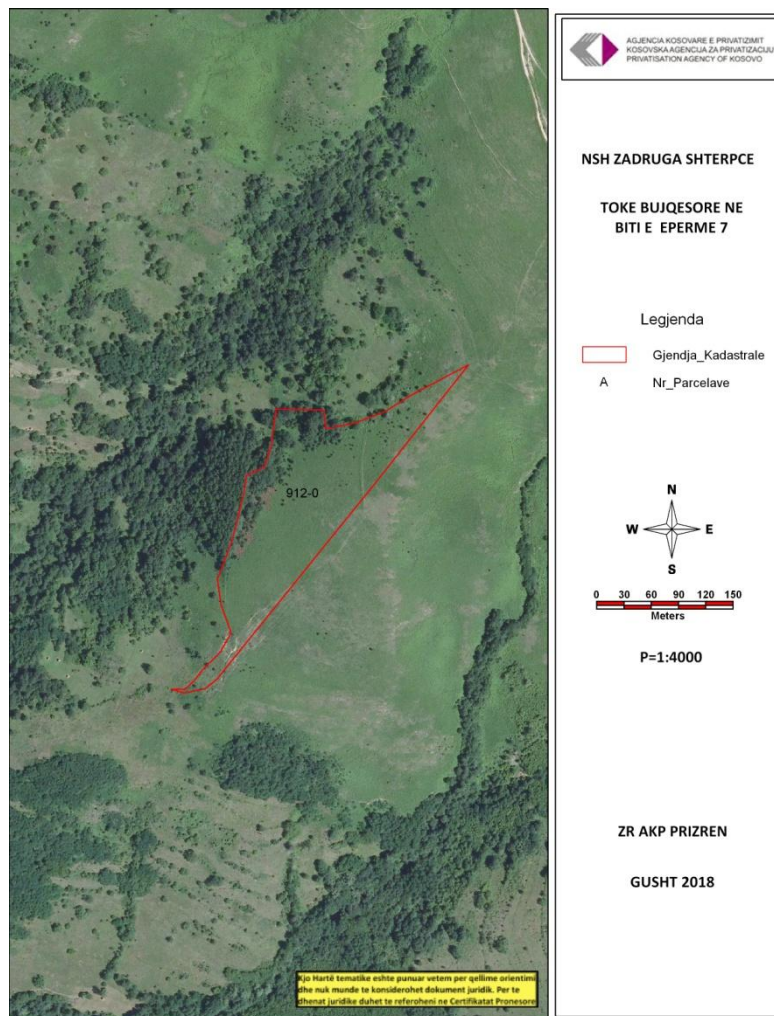 AGJENCIA KOSOVARE E PRIVATIZIMIT
KOSOVSKA AGENCIJA ZA PRIVATIZACIJU
PRIVATISATION AGENCY OF KOSOVO
NSH ZADRUGA SHTERPCE
TOKE BUJQESORE NE
BITI E EPERME 7
Legjenda
Gjendja_Kadastrale
A Nr_Parcelave
912-0
N
W E
S
0 30 60 90 120 150
Meters
P=1:4000
ZR AKP PRIZREN
GUSHT 2018
Kjo Hartë tematike eshte punuar vetem per qellime orientimi
dhe nuk munde te konsiderohet dokument juridik. Per te
dhenat juridike duhet te referoheni ne Certifikatat Pronesore